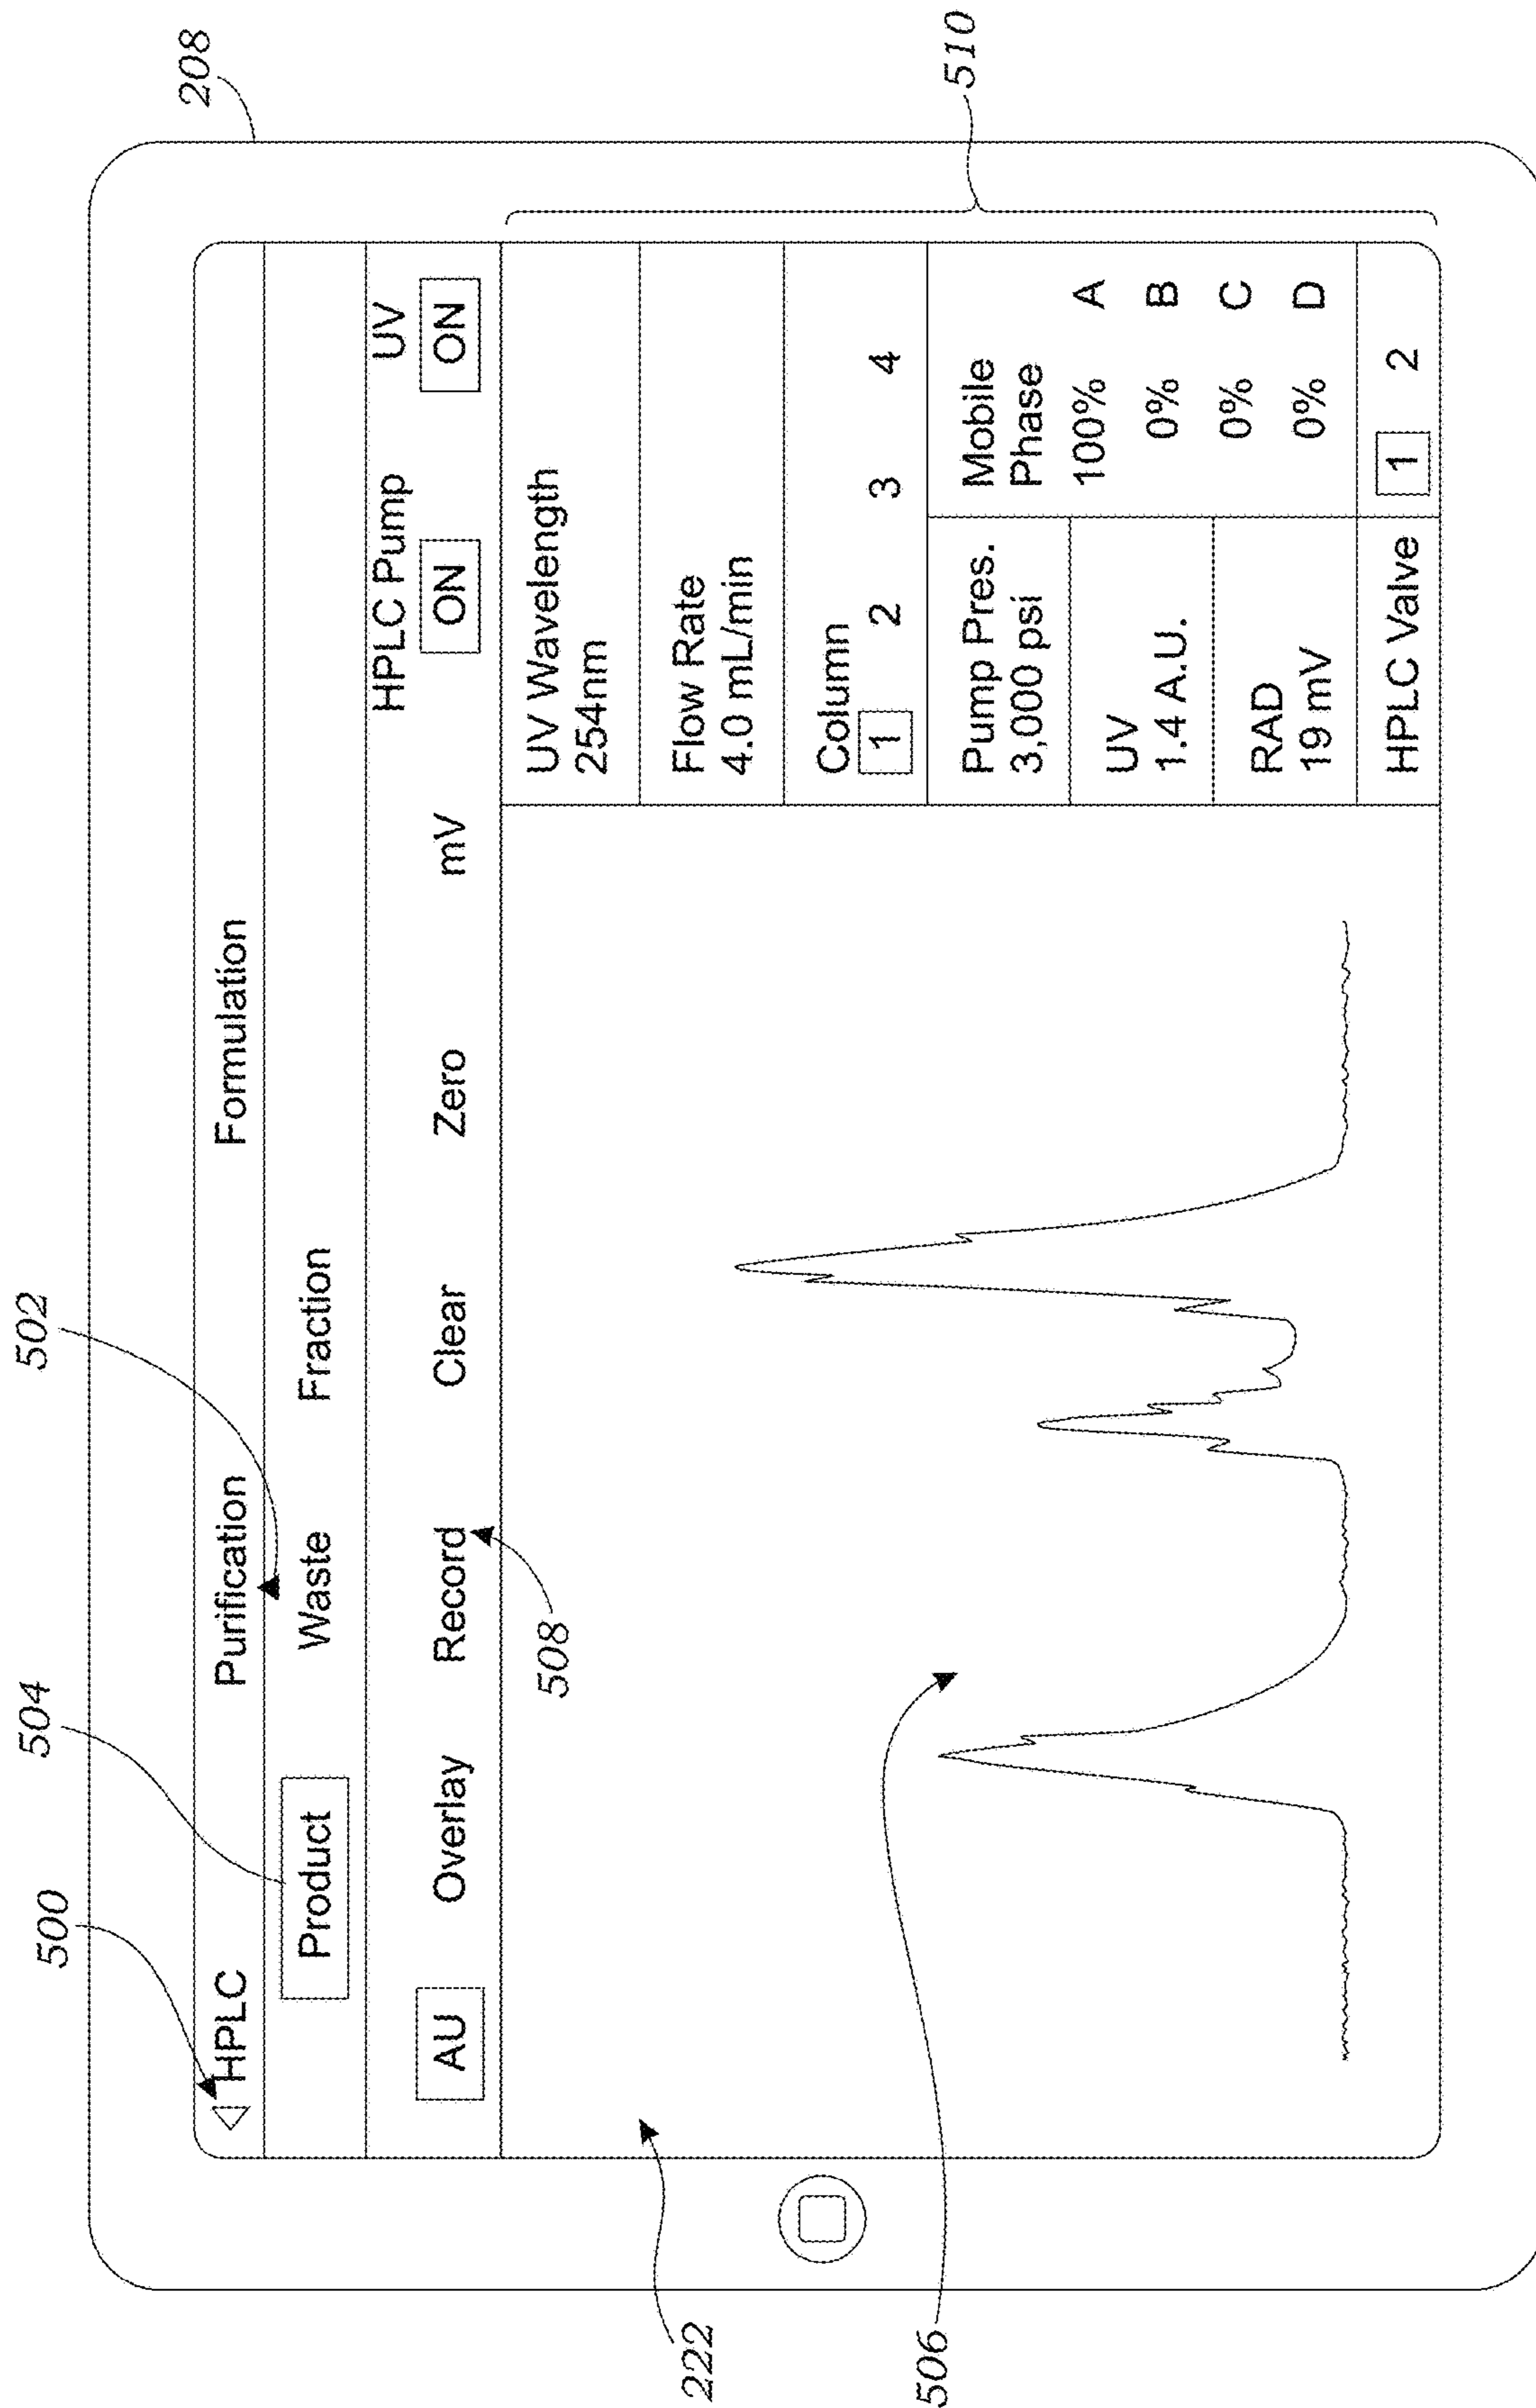 208
502
504
500
HPLC Purification Formulation
Product Waste Fraction
HPLC Pump UV
AU Overlay Record Clear Zero mV ON ON
508
510
UV Wavelength
254nm
Flow Rate
4.0 mL/min
Column
1 2 3 4
Pump Pres.
3,000 psi
Mobile
Phase
100% A
0% B
0% C
0% D
UV
1.4 A.U.
RAD
19 mV
HPLC Valve 1 2
222
506